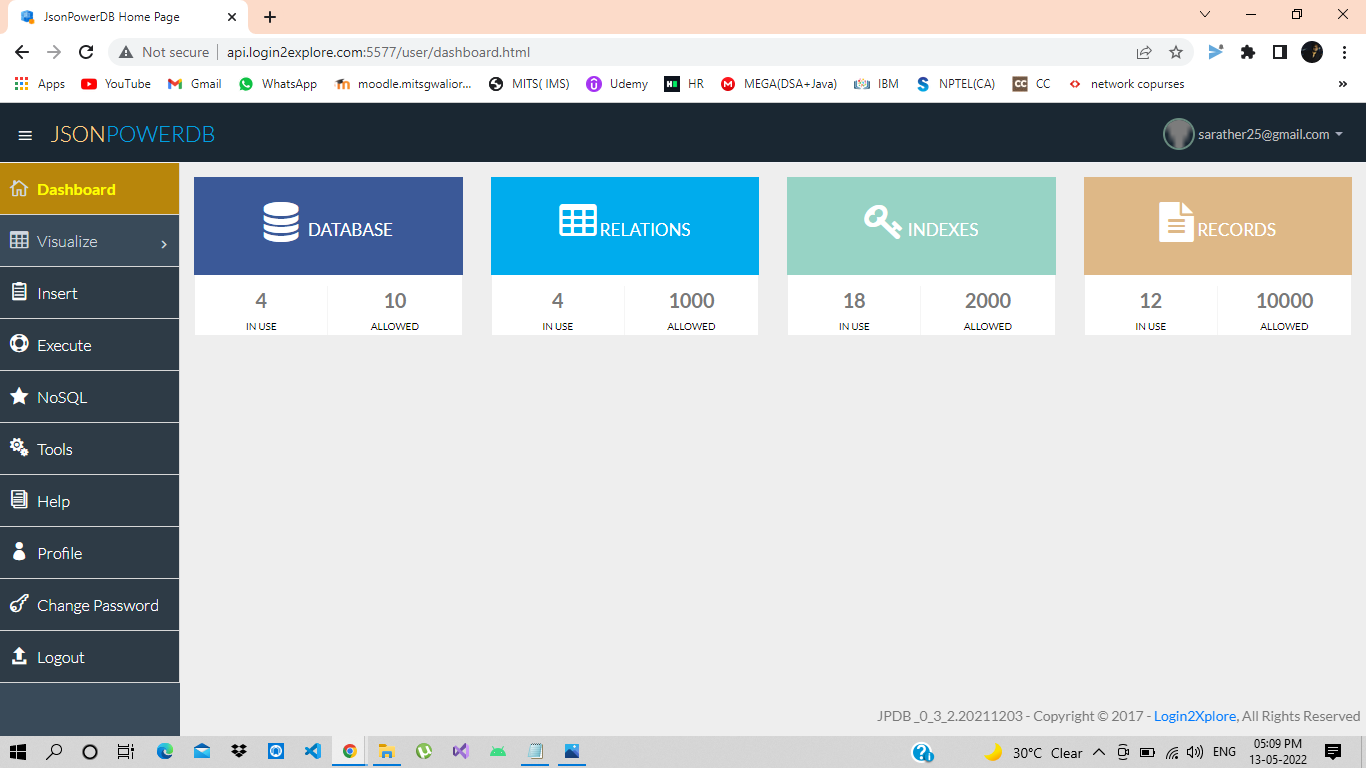 JsonPowerDB Home Page
Not secure api.login2explore.com:5577/user/dashboard.html
Apps YouTube Gmail WhatsApp moodle.mitsgwalior... MITS( IMS) Udemy HR MEGA(DSA+Java) IBM NPTEL(CA) CC CC network copurses »
JSONPOWERDB sarather25@gmail.com
Dashboard
Visualize
Insert
Execute
NoSQL
Tools
Help
Profile
Change Password
Logout
DATABASE
4 10
IN USE ALLOWED
RELATIONS
4 1000
IN USE ALLOWED
INDEXES
18 2000
IN USE ALLOWED
RECORDS
12 10000
IN USE ALLOWED
JPDB _0_3_2.20211203 - Copyright © 2017 - Login2Xplore, All Rights Reserved
30°C Clear ENG 05:09 PM
13-05-2022